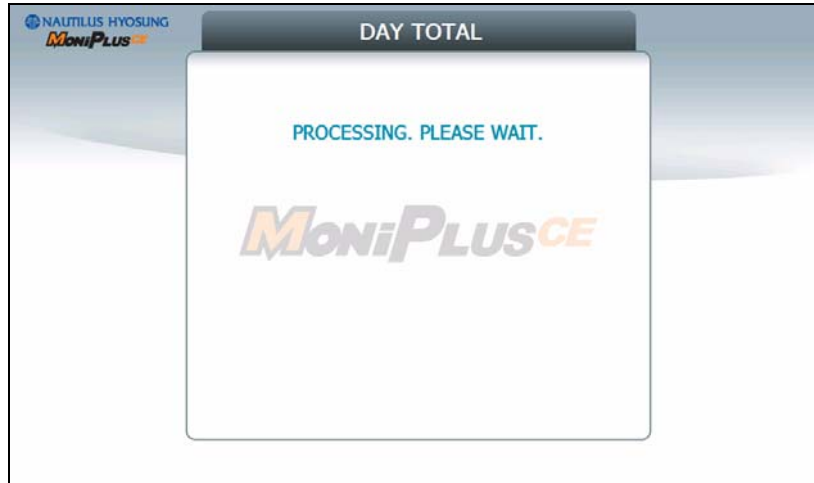 NAUTILUS HYOSUNG
MONiPLUSCE
DAY TOTAL
PROCESSING. PLEASE WAIT.
MONiPLUSCE